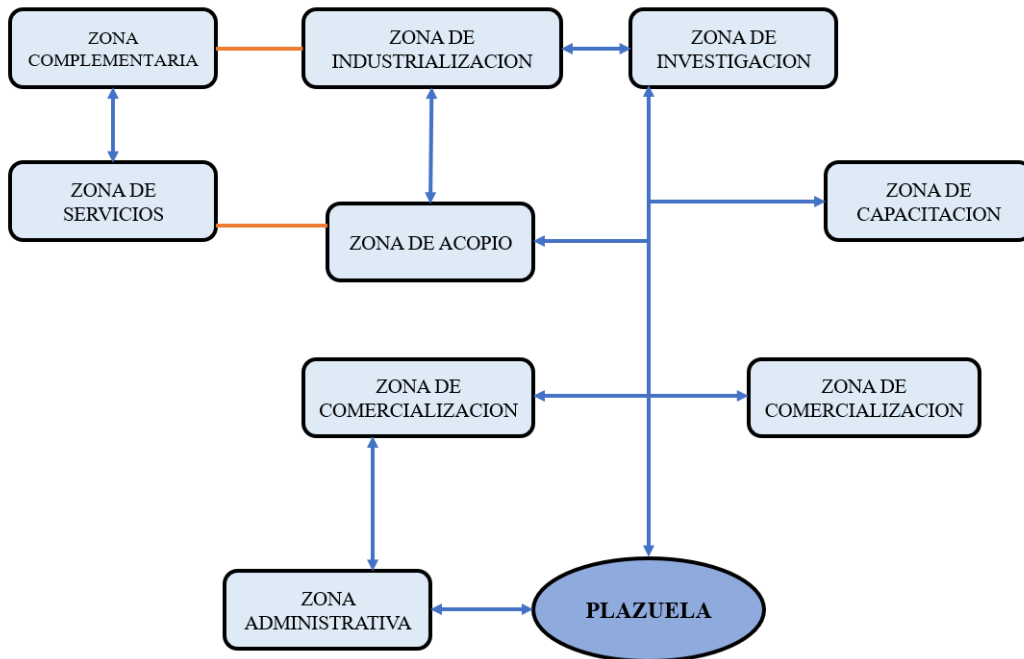 ZONA
COMPLEMENTARIA
ZONA DE
INDUSTRIALIZACION
ZONA DE
INVESTIGACION
ZONA DE
SERVICIOS
ZONA DE ACOPIO
ZONA DE
CAPACITACION
ZONA DE
COMERCIALIZACION
ZONA DE
COMERCIALIZACION
ZONA
ADMINISTRATIVA
PLAZUELA